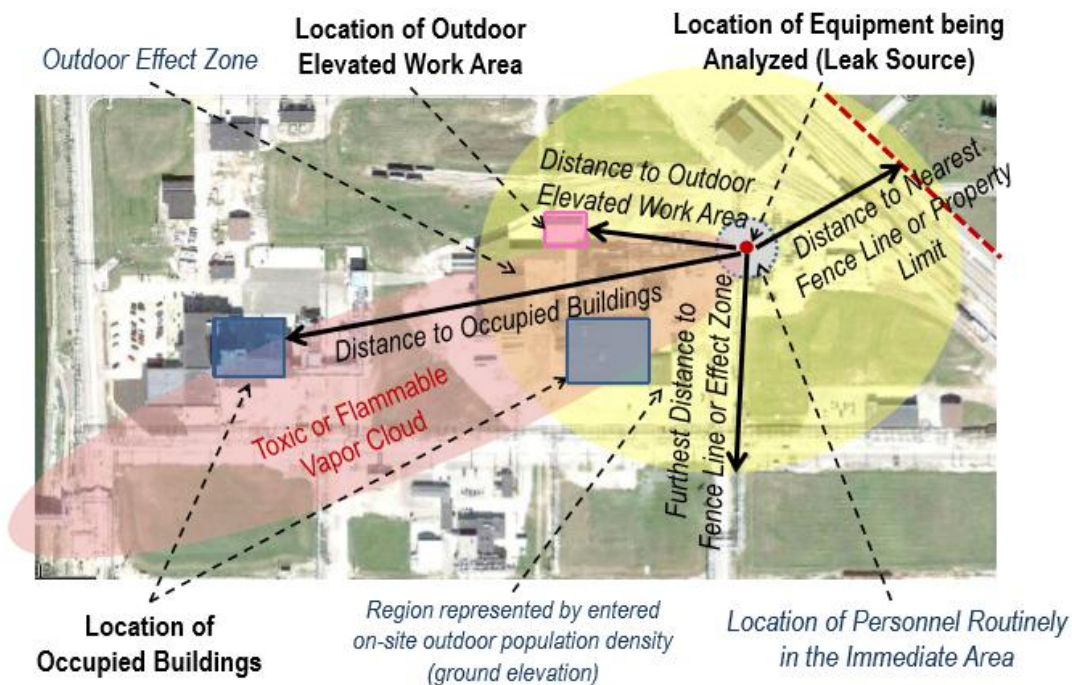 Location of Outdoor
Elevated Work Area
Location of Equipment being
Analyzed (Leak Source)
Outdoor Effect Zone
Distance to Outdoor
Elevated Work Area
Distance to Nearest
Fence Line or Property
Limit
Distance to Occupied Buildings
Furthest Distance to
Fence Line or Effect Zone
Toxic or Flammable
Vapor Cloud
Location of
Occupied Buildings
Region represented by entered
on-site outdoor population density
(ground elevation)
Location of Personnel Routinely
in the Immediate Area